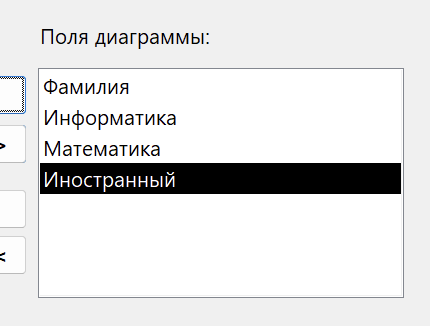 Поля диаграммы:
Фамилия
Информатика
>
Математика
Иностранный
<